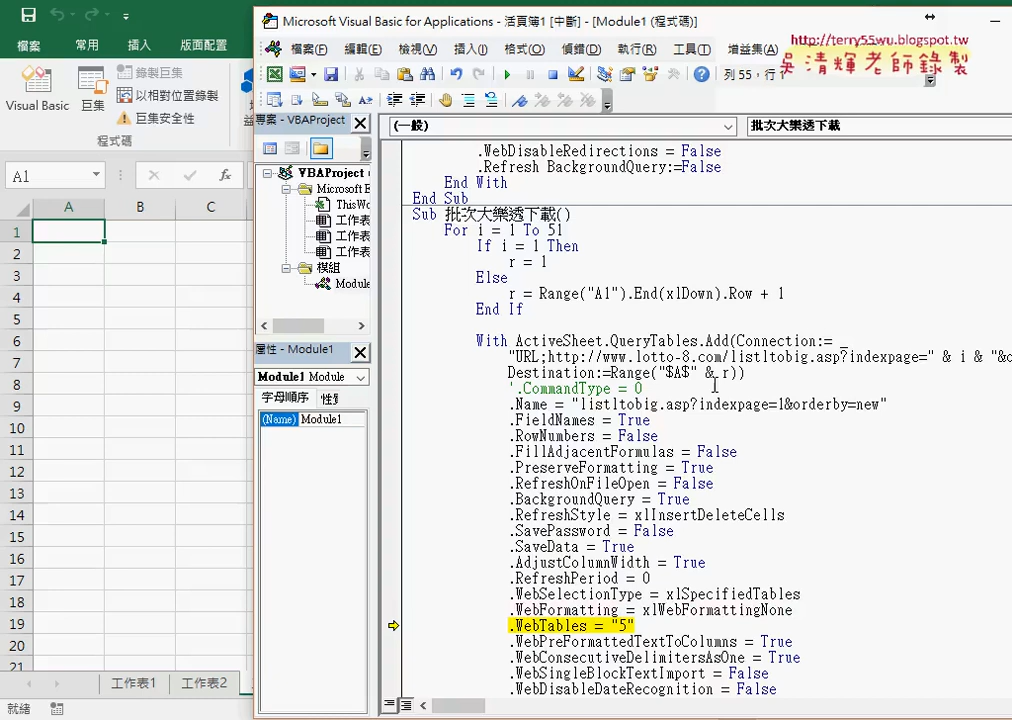 Microsoft Visual Basic for Applications - 活頁簿1 [中斷] - [Module1 (程式碼)]
http://terry55wu.blogspot.tw
吳清輝老師錄製
檔案 常用 插入 版面配置
檔案(F) 編輯(E) 檢視(V) 插入(I) 格式(O) 偵錯(D) 執行(R) 工具(T) 增益集(A)
列 55, 行 1
Visual Basic 巨集
錄製巨集
以相對位置錄製
巨集安全性
程式碼
專案 - VBAProject
(一般) 批次大樂透下載
A1
fx
A B C
1
2
3
4
5
6
7
8
9
10
11
12
13
14
15
16
17
18
19
20
21
工作表1 工作表2
就緒
VBAProject
Microsoft E
ThisWo
工作表
工作表
工作表
模組
Module
屬性 - Module1
Module1 Module
字母順序 性別
(Name) Module1
.WebDisableRedirections = False
.Refresh BackgroundQuery:=False
End With
End Sub
Sub 批次大樂透下載()
For i = 1 To 51
If i = 1 Then
r = 1
Else
r = Range("A1").End(xlDown).Row + 1
End If
With ActiveSheet.QueryTables.Add(Connection:= _
"URL;http://www.lotto-8.com/listltobig.asp?indexpage=" & i & "&o
Destination:=Range("$A$" & r))
'.CommandType = 0
.Name = "listltobig.asp?indexpage=1&orderby=new"
.FieldNames = True
.RowNumbers = False
.FillAdjacentFormulas = False
.PreserveFormatting = True
.RefreshOnFileOpen = False
.BackgroundQuery = True
.RefreshStyle = xlInsertDeleteCells
.SavePassword = False
.SaveData = True
.AdjustColumnWidth = True
.RefreshPeriod = 0
.WebSelectionType = xlSpecifiedTables
.WebFormatting = xlWebFormattingNone
.WebTables = "5"
.WebPreFormattedTextToColumns = True
.WebConsecutiveDelimitersAsOne = True
.WebSingleBlockTextImport = False
.WebDisableDateRecognition = False